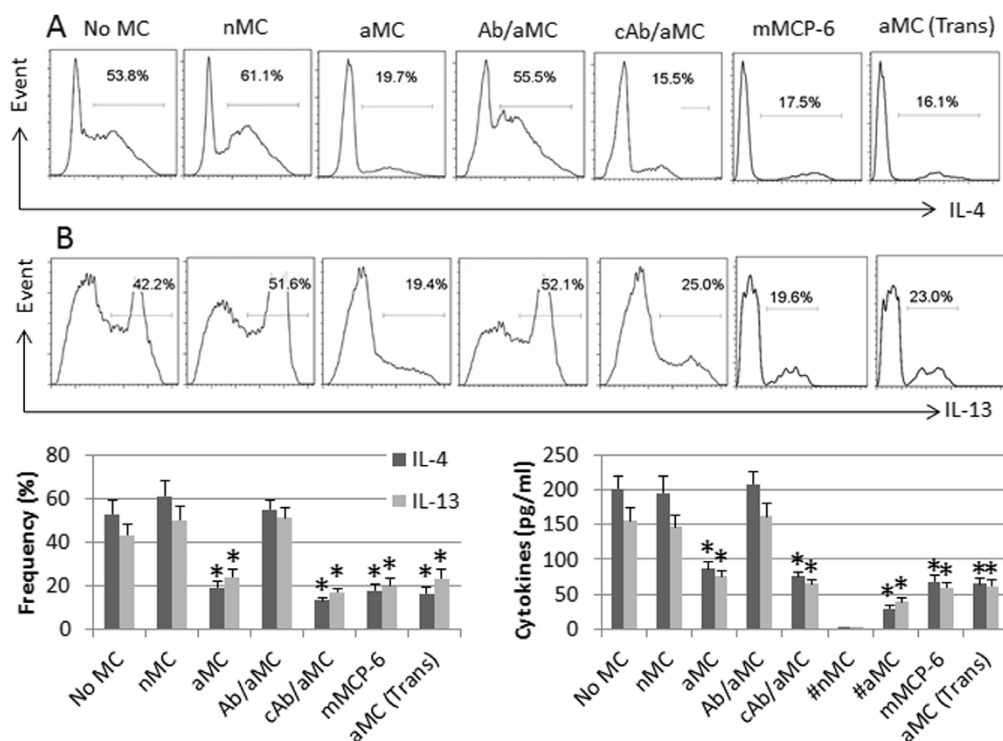 A
No MC nMC aMC Ab/aMC cAb/aMC mMCP-6 aMC (Trans)
Event
53.8% 61.1% 19.7% 55.5% 15.5% 17.5% 16.1%
IL-4
B
Event
42.2% 51.6% 19.4% 52.1% 25.0% 19.6% 23.0%
IL-13
Frequency (%)
80
60
40
20
0
IL-4
IL-13
* * * * * * * *
No MC nMC aMC Ab/aMC cAb/aMC mMCP-6 aMC (Trans)
Cytokines (pg/ml)
250
200
150
100
50
0
* * * * * * * * **
No MC nMC aMC Ab/aMC cAb/aMC #nMC #aMC mMCP-6 aMC (Trans)